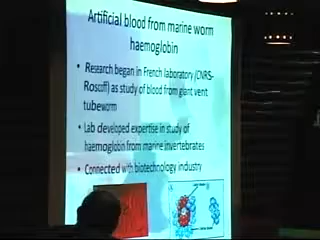 Artificial blood from marine worm
haemoglobin
• Research began in French laboratory (CNRS-
Roscoff) as study of blood from giant vent
tubeworm
• Lab developed expertise in study of
haemoglobin from marine invertebrates
• Connected with biotechnology industry